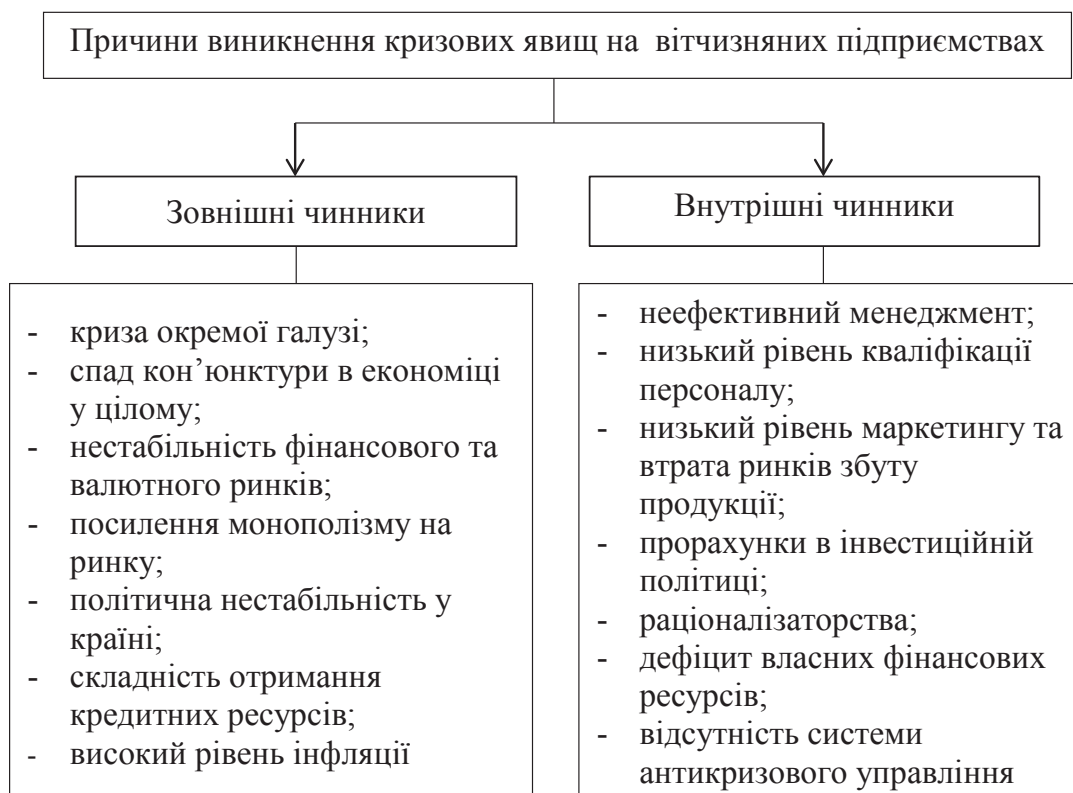 Причини виникнення кризових явищ на вітчизняних підприємствах
Зовнішні чинники
- криза окремої галузі;
- спад кон’юнктури в економіці
у цілому;
- нестабільність фінансового та
валютного ринків;
- посилення монополізму на
ринку;
- політична нестабільність у
країні;
- складність отримання
кредитних ресурсів;
- високий рівень інфляції
Внутрішні чинники
- неефективний менеджмент;
- низький рівень кваліфікації
персоналу;
- низький рівень маркетингу та
втрата ринків збуту
продукції;
- прорахунки в інвестиційній
політиці;
- раціоналізаторства;
- дефіцит власних фінансових
ресурсів;
- відсутність системи
антикризового управління